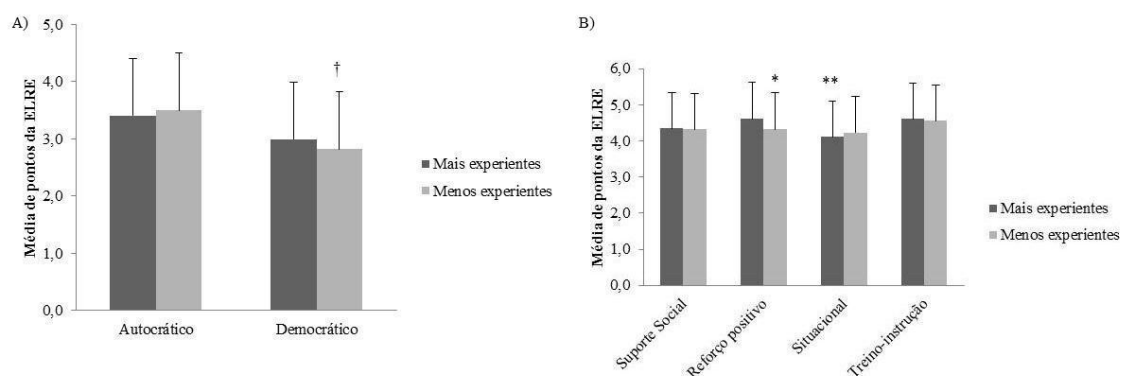 A)
Média de pontos da ELRE
5,0
4,0
3,0
2,0
1,0
0,0
†
Autocrático
Democrático
Mais experientes
Menos experientes
B)
Média de pontos da ELRE
6,0
5,0
4,0
3,0
2,0
1,0
0,0
*
**
Suporte Social
Reforço positivo
Situacional
Treino-instrução
Mais experientes
Menos experientes